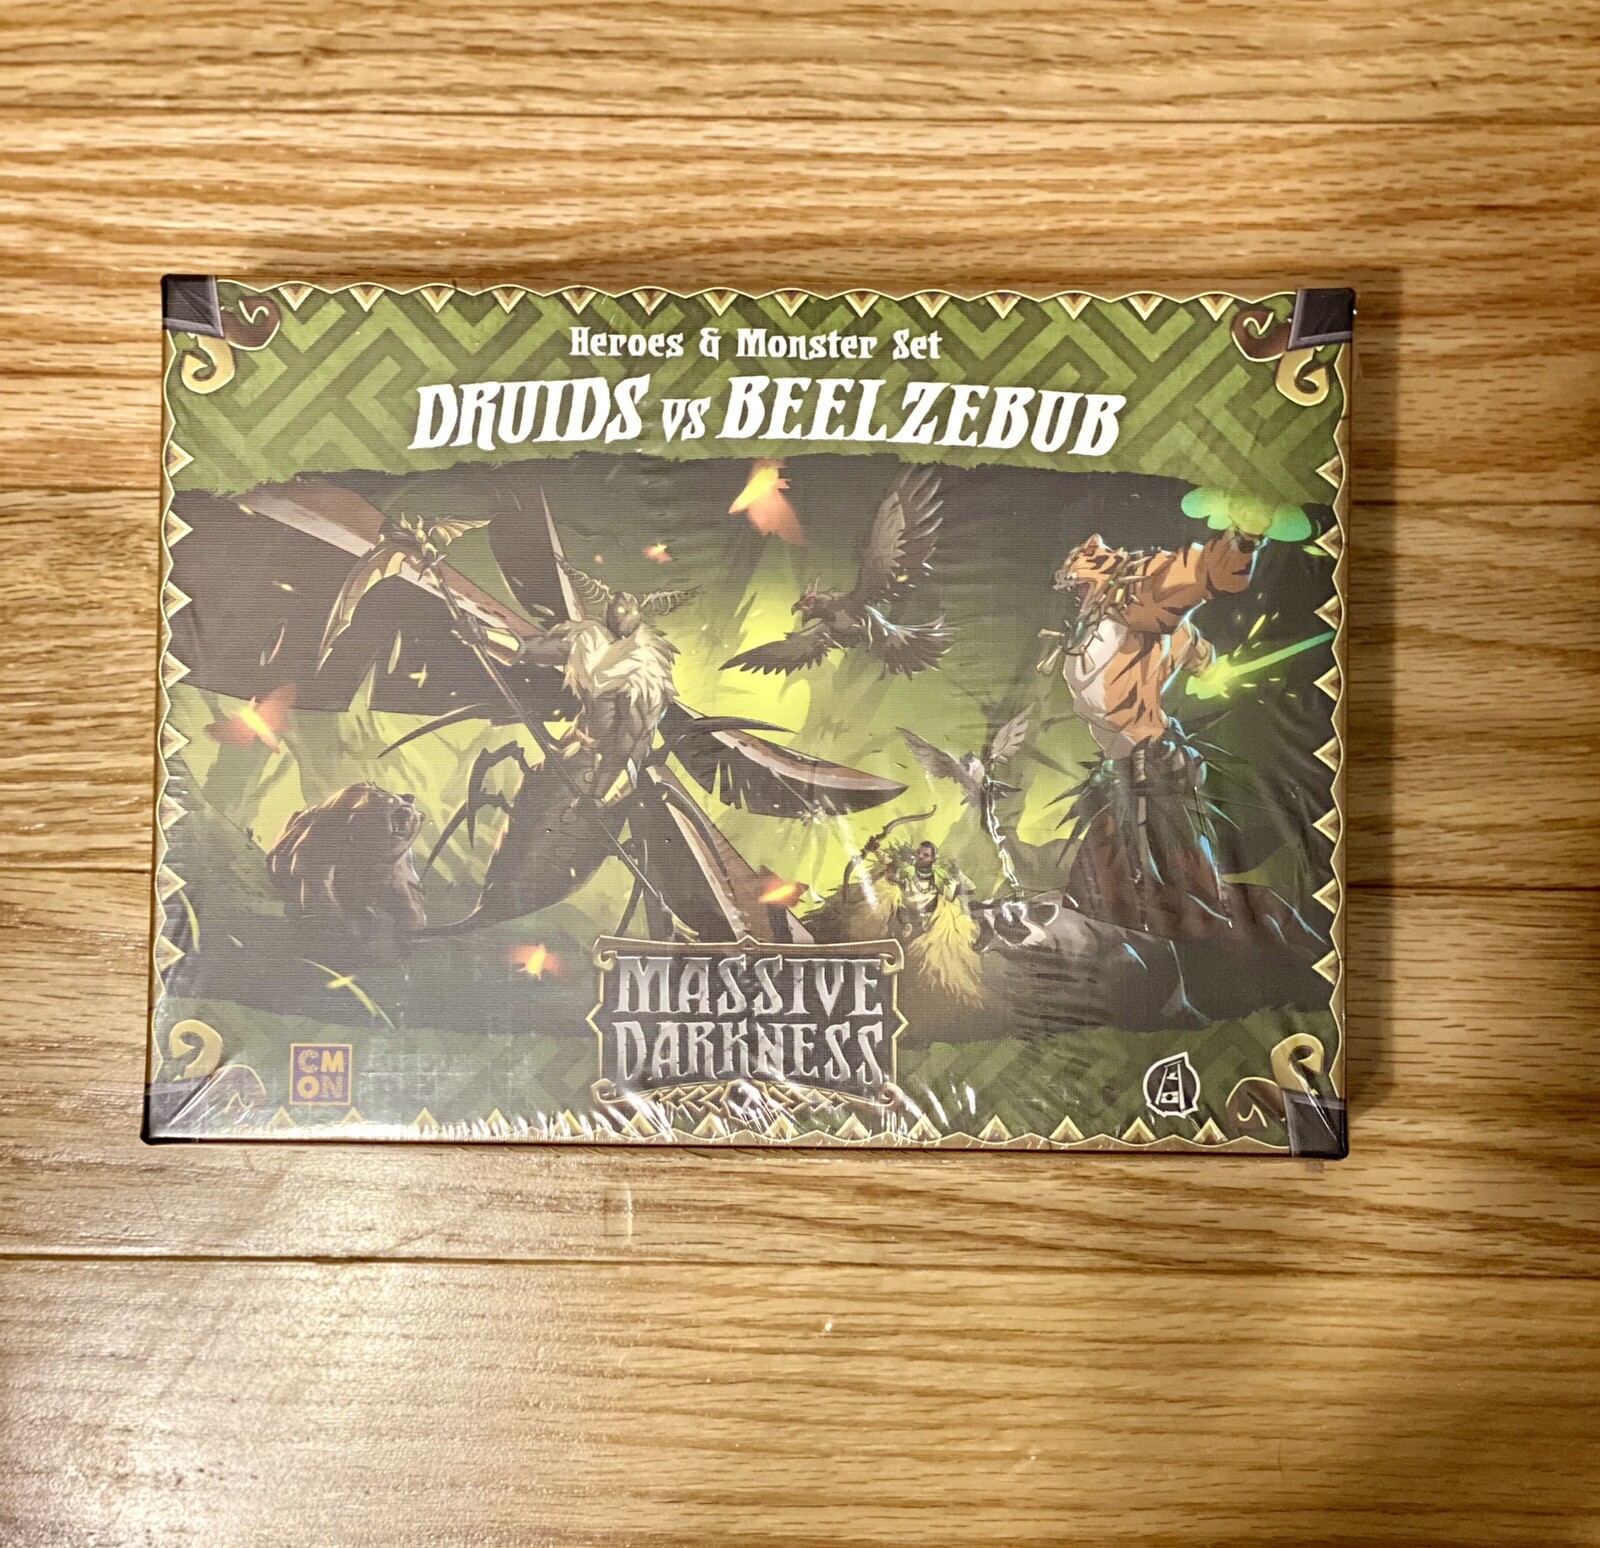 Heroes & Monster Set
DRUIDS vs BEELZEBUB
MASSIVE
DARKNESS
CM
ON